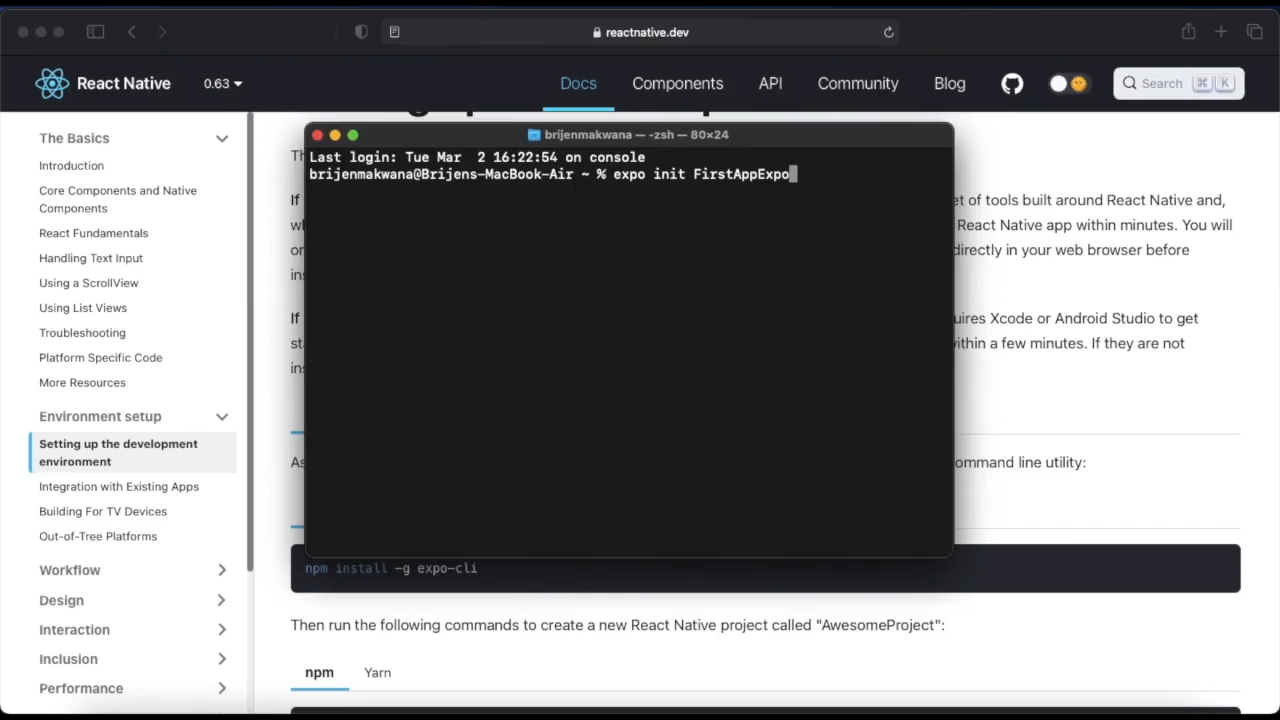 reactnative.dev
React Native
0.63
Docs
Components
API
Community
Blog
Search ⌘ K
The Basics
Introduction
Core Components and Native
Components
React Fundamentals
Handling Text Input
Using a ScrollView
Using List Views
Troubleshooting
Platform Specific Code
More Resources
Environment setup
Setting up the development
environment
Integration with Existing Apps
Building For TV Devices
Out-of-Tree Platforms
Workflow
Design
Interaction
Inclusion
Performance
brijenmakwana — -zsh — 80×24
Last login: Tue Mar  2 16:22:54 on console
brijenmakwana@Brijens-MacBook-Air ~ % expo init FirstAppExpo
Th
If
et of tools built around React Native and,
React Native app within minutes. You will
directly in your web browser before
If
uires Xcode or Android Studio to get
within a few minutes. If they are not
As
ommand line utility:
npm install -g expo-cli
Then run the following commands to create a new React Native project called "AwesomeProject":
npm
Yarn